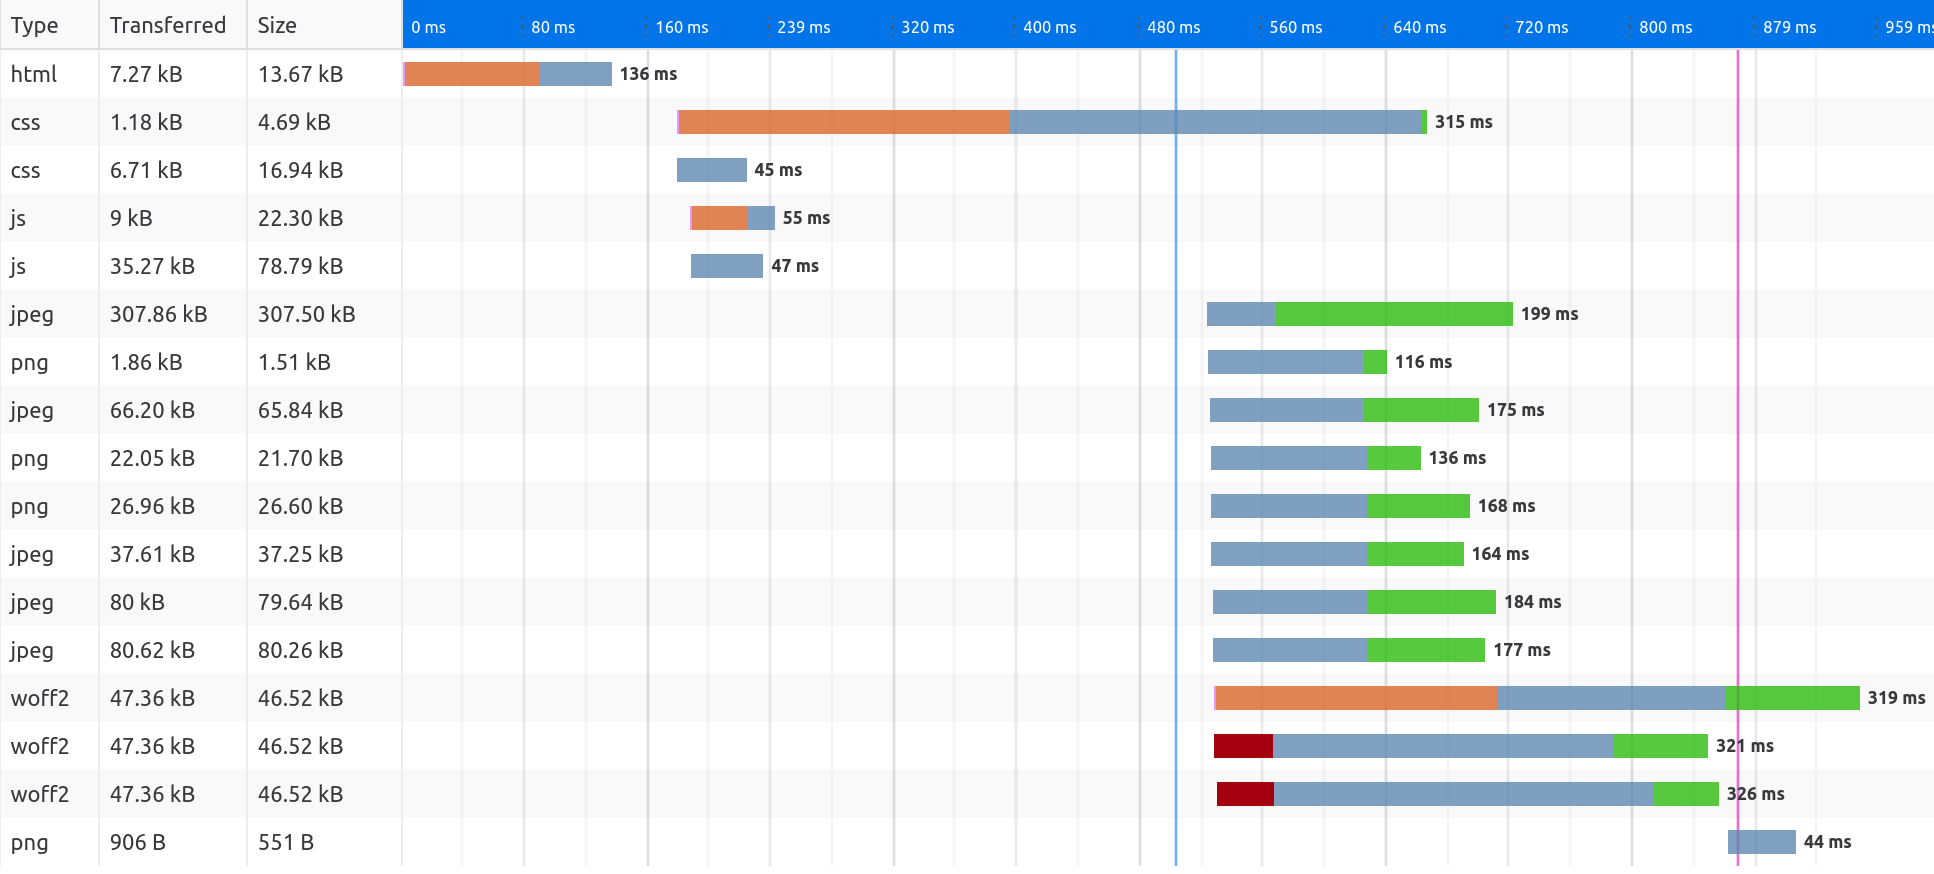 Type Transferred Size 0 ms 80 ms 160 ms 239 ms 320 ms 400 ms 480 ms 560 ms 640 ms 720 ms 800 ms 879 ms 959 ms
html 7.27 kB 13.67 kB 136 ms
css 1.18 kB 4.69 kB 315 ms
css 6.71 kB 16.94 kB 45 ms
js 9 kB 22.30 kB 55 ms
js 35.27 kB 78.79 kB 47 ms
jpeg 307.86 kB 307.50 kB 199 ms
png 1.86 kB 1.51 kB 116 ms
jpeg 66.20 kB 65.84 kB 175 ms
png 22.05 kB 21.70 kB 136 ms
png 26.96 kB 26.60 kB 168 ms
jpeg 37.61 kB 37.25 kB 164 ms
jpeg 80 kB 79.64 kB 184 ms
jpeg 80.62 kB 80.26 kB 177 ms
woff2 47.36 kB 46.52 kB 319 ms
woff2 47.36 kB 46.52 kB 321 ms
woff2 47.36 kB 46.52 kB 326 ms
png 906 B 551 B 44 ms